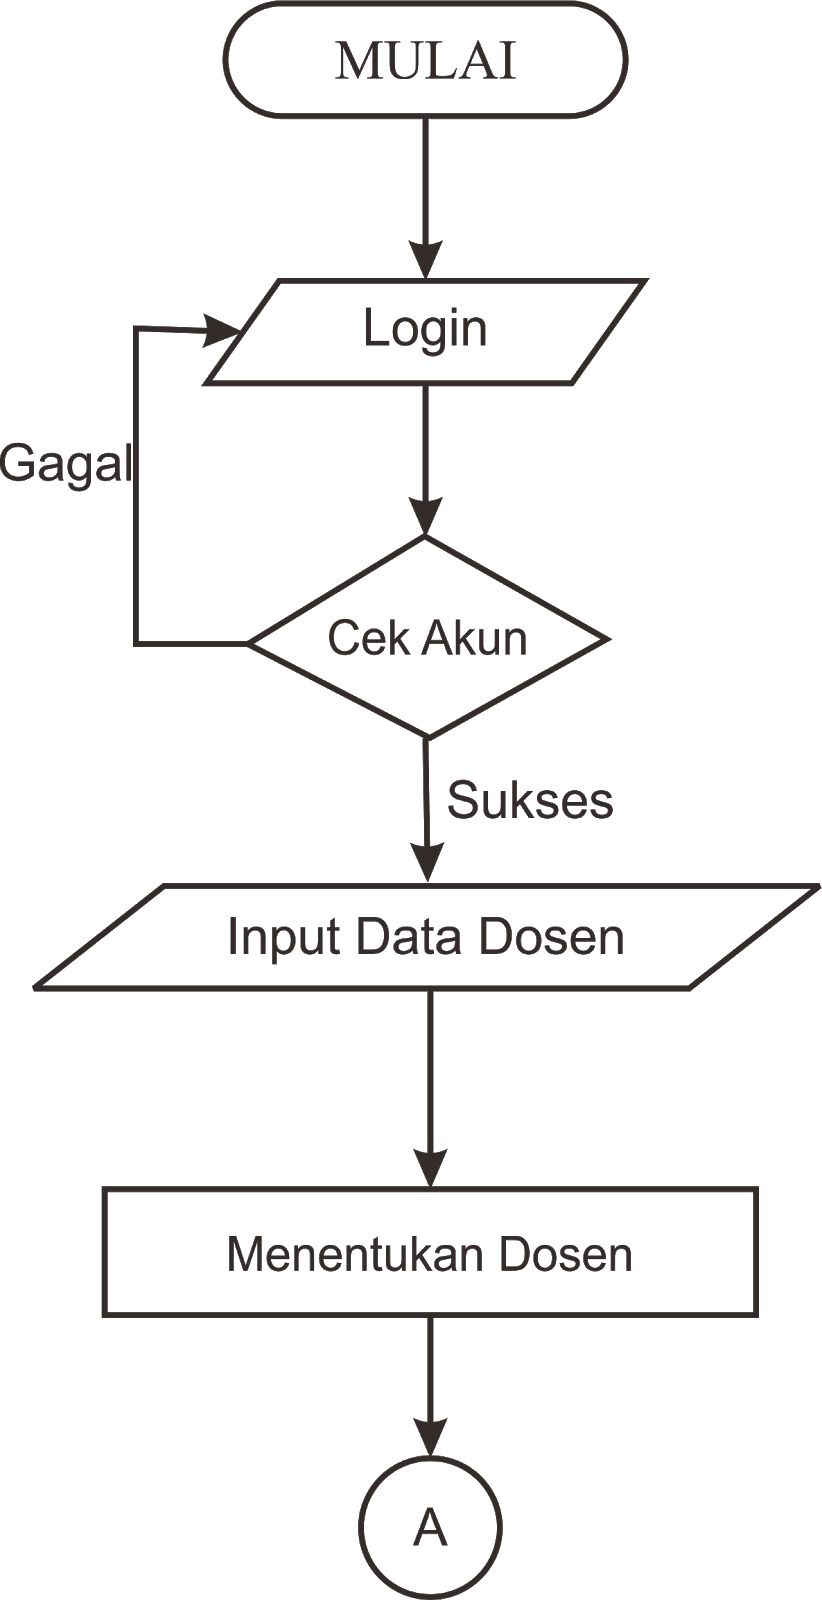 MULAI
Login
Gagal
Cek Akun
Sukses
Input Data Dosen
Menentukan Dosen
A